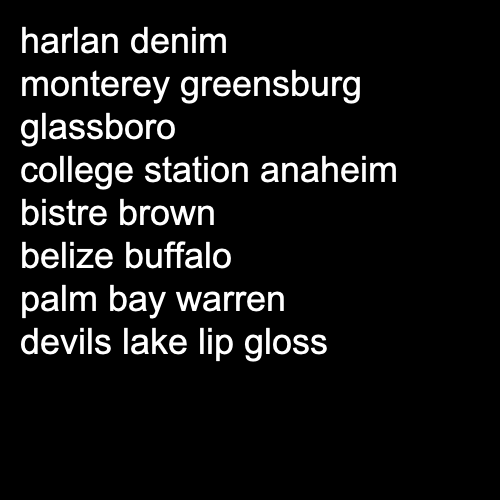 harlan denim
monterey greensburg
glassboro
college station anaheim
bistre brown
belize buffalo
palm bay warren
devils lake lip gloss